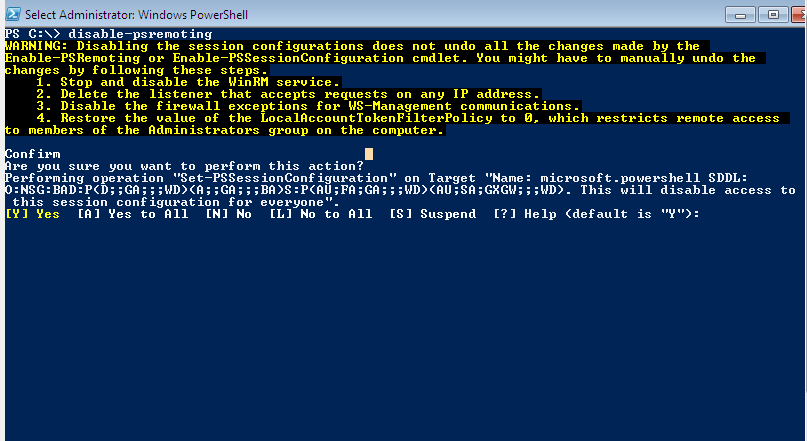 Select Administrator: Windows PowerShell
PS C:\> disable-psremoting
WARNING: Disabling the session configurations does not undo all the changes made by the
Enable-PSRemoting or Enable-PSSessionConfiguration cmdlet. You might have to manually undo the
changes by following these steps.
1. Stop and disable the WinRM service.
2. Delete the listener that accepts requests on any IP address.
3. Disable the firewall exceptions for WS-Management communications.
4. Restore the value of the LocalAccountTokenFilterPolicy to 0, which restricts remote access
to members of the Administrators group on the computer.
Confirm
Are you sure you want to perform this action?
Performing operation "Set-PSSessionConfiguration" on Target "Name: microsoft.powershell SDDL:
O:NSG:BAD:P(D;;GA;;;WD)(A;;GA;;;BA)S:P(AU;FA;GA;;;WD)(AU;SA;GXGW;;;WD). This will disable access to
this session configuration for everyone".
[Y] Yes [A] Yes to All [N] No [L] No to All [S] Suspend [?] Help (default is "Y"):